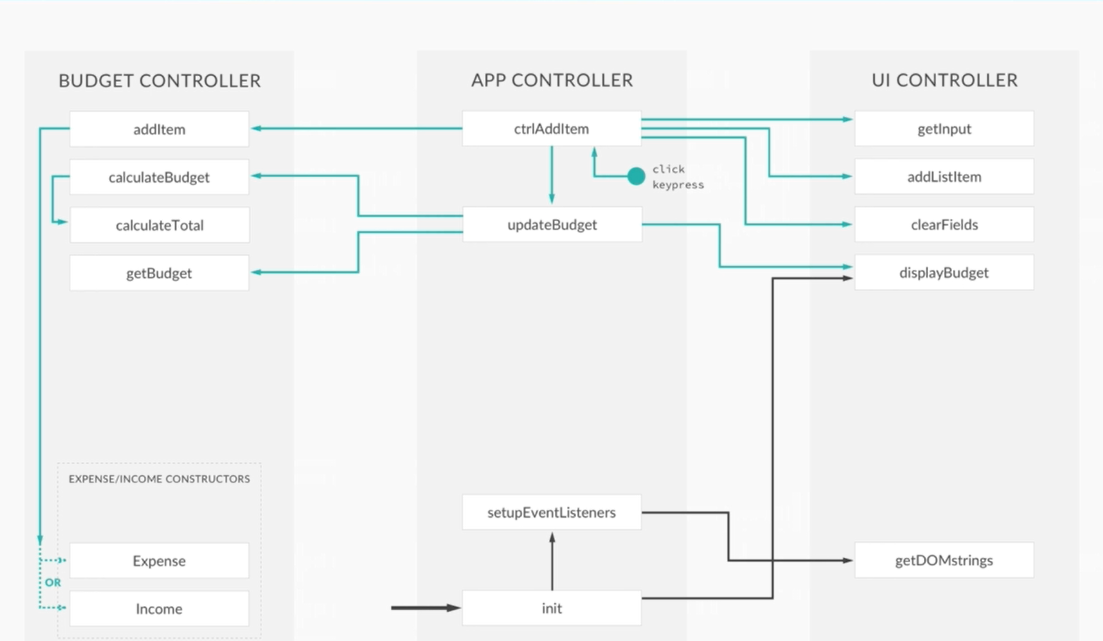 BUDGET CONTROLLER
addItem
calculateBudget
calculateTotal
getBudget
EXPENSE/INCOME CONSTRUCTORS
Expense
OR
Income
APP CONTROLLER
ctrlAddItem
click
keypress
updateBudget
setupEventListeners
init
UI CONTROLLER
getInput
addListItem
clearFields
displayBudget
getDOMstrings